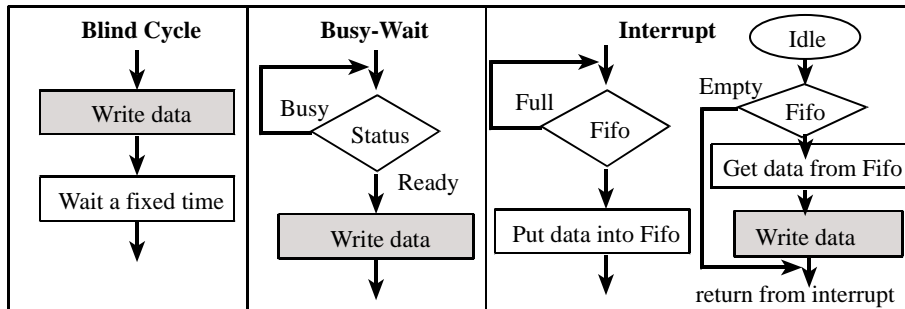 Blind Cycle
Write data
Wait a fixed time
Busy-Wait
Busy
Status
Ready
Write data
Interrupt
Full
Fifo
Put data into Fifo
Idle
Empty
Fifo
Get data from Fifo
Write data
return from interrupt